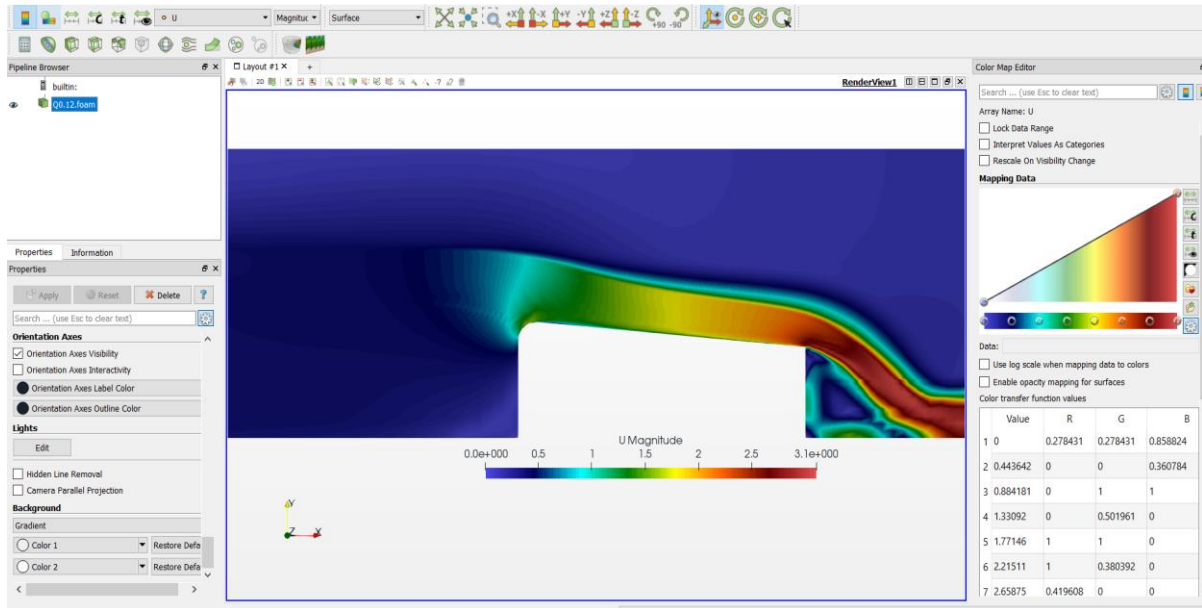 U
Magnituc
Surface
+X -X +Y -Y +Z -Z +90 -90
Pipeline Browser
builtin:
Q0.12.foam
Properties Information
Properties
Apply Reset Delete ?
Search ... (use Esc to clear text)
Orientation Axes
Orientation Axes Visibility
Orientation Axes Interactivity
Orientation Axes Label Color
Orientation Axes Outline Color
Lights
Edit
Hidden Line Removal
Camera Parallel Projection
Background
Gradient
Color 1 Restore Defa
Color 2 Restore Defa
Layout #1 +
2D
RenderView1
U Magnitude
0.0e+000 0.5 1 1.5 2 2.5 3.1e+000
Y
Z X
Color Map Editor
Search ... (use Esc to clear text)
Array Name: U
Lock Data Range
Interpret Values As Categories
Rescale On Visibility Change
Mapping Data
Data:
Use log scale when mapping data to colors
Enable opacity mapping for surfaces
Color transfer function values
Value R G B
1 0 0.278431 0.278431 0.858824
2 0.443642 0 0 0.360784
3 0.884181 0 1 1
4 1.33092 0 0.501961 0
5 1.77146 1 1 0
6 2.21511 1 0.380392 0
7 2.65875 0.419608 0 0